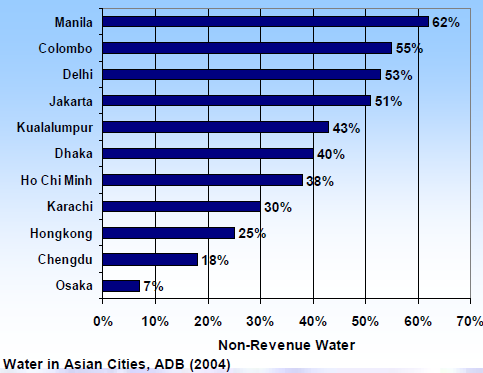 Manila 62%
Colombo 55%
Delhi 53%
Jakarta 51%
Kualalumpur 43%
Dhaka 40%
Ho Chi Minh 38%
Karachi 30%
Hongkong 25%
Chengdu 18%
Osaka 7%
0% 10% 20% 30% 40% 50% 60% 70%
Non-Revenue Water
Water in Asian Cities, ADB (2004)